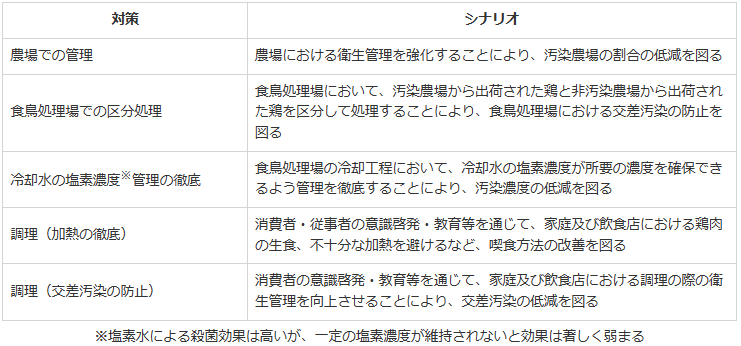 対策
シナリオ
農場での管理
農場における衛生管理を強化することにより、汚染農場の割合の低減を図る
食鳥処理場での区分処理
食鳥処理場において、汚染農場から出荷された鶏と非汚染農場から出荷され
た鶏を区分して処理することにより、食鳥処理場における交差汚染の防止を
図る
冷却水の塩素濃度※管理の徹底
食鳥処理場の冷却工程において、冷却水の塩素濃度が所要の濃度を確保でき
るよう管理を徹底することにより、汚染濃度の低減を図る
調理（加熱の徹底）
消費者・従事者の意識啓発・教育等を通じて、家庭及び飲食店における鶏肉
の生食、不十分な加熱を避けるなど、喫食方法の改善を図る
調理（交差汚染の防止）
消費者の意識啓発・教育等を通じて、家庭及び飲食店における調理の際の衛
生管理を向上させることにより、交差汚染の低減を図る
※塩素水による殺菌効果は高いが、一定の塩素濃度が維持されないと効果は著しく弱まる